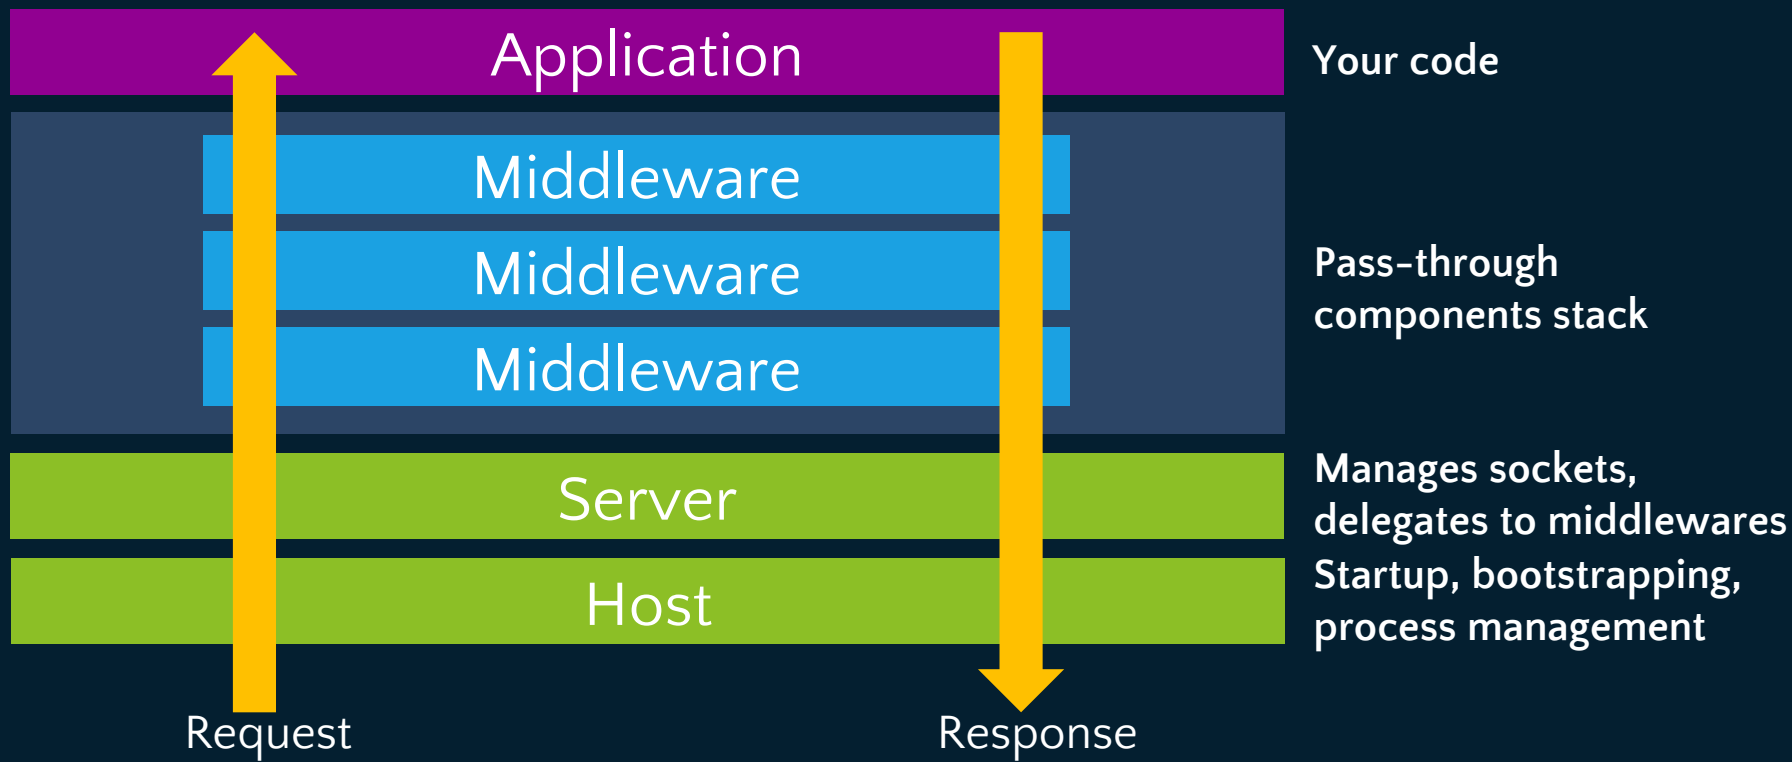 Application
Your code
Middleware
Middleware
Middleware
Pass-through
components stack
Server
Manages sockets,
delegates to middlewares
Host
Startup, bootstrapping,
process management
Request
Response